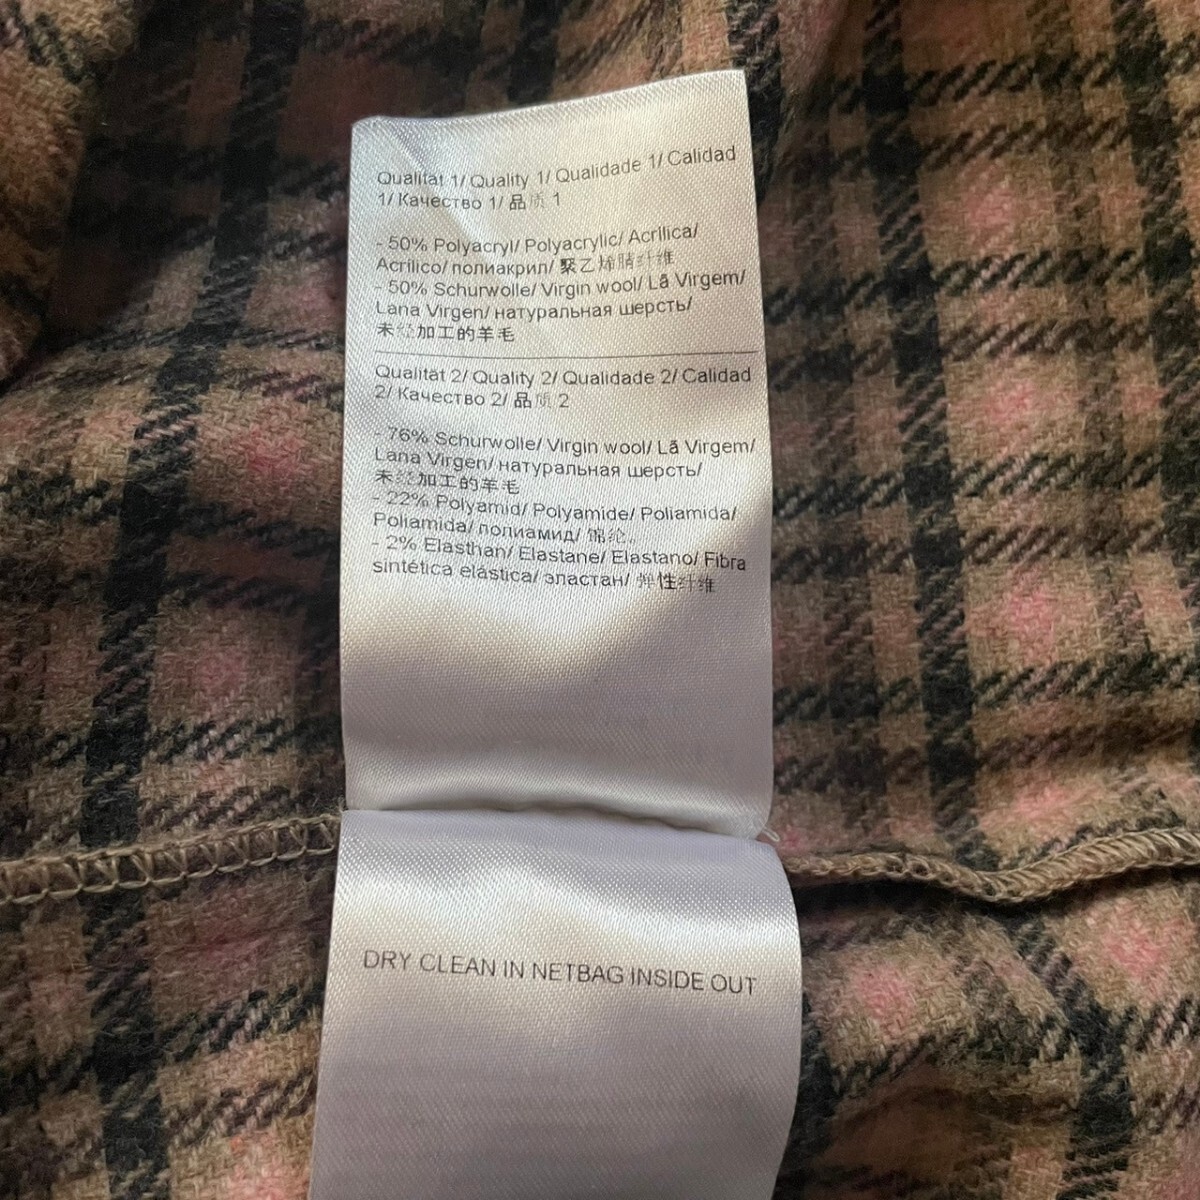 Qualität 1/ Quality 1/ Qualidade 1/ Calidad
1/ Качество 1/ 品质 1
- 50% Polyacryl/ Polyacrylic/ Acrílica/
Acrílico/ полиакрил/ 聚乙烯腈纤维
- 50% Schurwolle/ Virgin wool/ Lã Virgem/
Lana Virgen/ натуральная шерсть/
未经加工的羊毛
Qualität 2/ Quality 2/ Qualidade 2/ Calidad
2/ Качество 2/ 品质 2
- 76% Schurwolle/ Virgin wool/ Lã Virgem/
Lana Virgen/ натуральная шерсть/
未经加工的羊毛
- 22% Polyamid/ Polyamide/ Poliamida/
Poliamida/ полиамид/ 锦纶。
- 2% Elasthan/ Elastane/ Elastano/ Fibra
sintética elástica/ эластан/ 弹性纤维
DRY CLEAN IN NETBAG INSIDE OUT